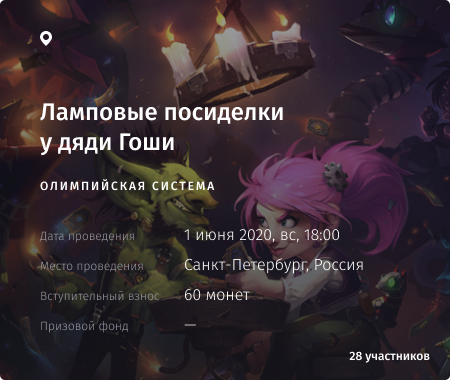 Ламповые посиделки
у дяди Гоши
ОЛИМПИЙСКАЯ СИСТЕМА
Дата проведения 1 июня 2020, вс, 18:00
Место проведения Санкт-Петербург, Россия
Вступительный взнос 60 монет
Призовой фонд —
28 участников